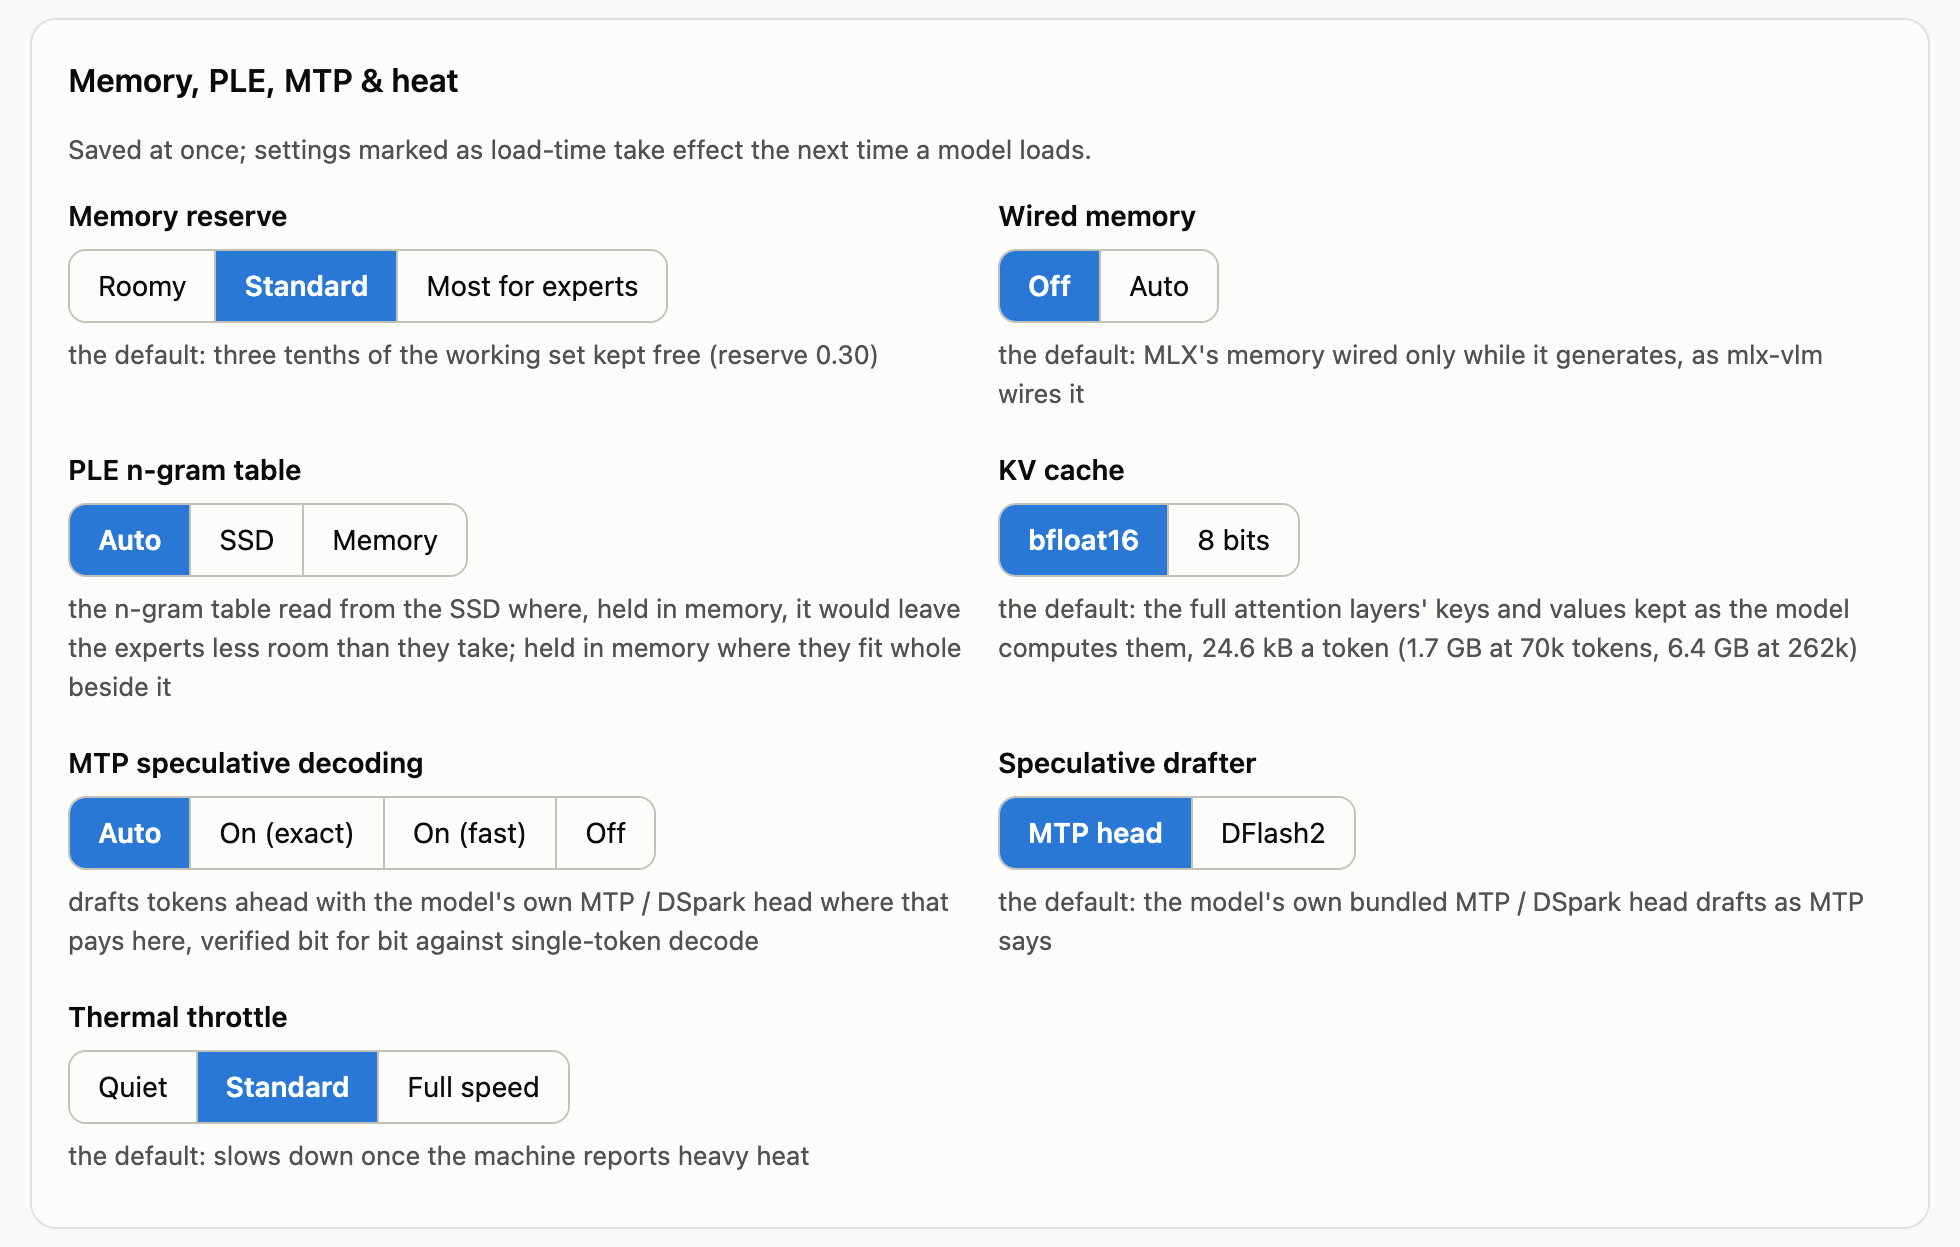 Memory, PLE, MTP & heat
Saved at once; settings marked as load-time take effect the next time a model loads.
Memory reserve
Roomy Standard Most for experts
the default: three tenths of the working set kept free (reserve 0.30)
Wired memory
Off Auto
the default: MLX's memory wired only while it generates, as mlx-vlm
wires it
PLE n-gram table
Auto SSD Memory
the n-gram table read from the SSD where, held in memory, it would leave
the experts less room than they take; held in memory where they fit whole
beside it
KV cache
bfloat16 8 bits
the default: the full attention layers' keys and values kept as the model
computes them, 24.6 kB a token (1.7 GB at 70k tokens, 6.4 GB at 262k)
MTP speculative decoding
Auto On (exact) On (fast) Off
drafts tokens ahead with the model's own MTP / DSpark head where that
pays here, verified bit for bit against single-token decode
Speculative drafter
MTP head DFlash2
the default: the model's own bundled MTP / DSpark head drafts as MTP
says
Thermal throttle
Quiet Standard Full speed
the default: slows down once the machine reports heavy heat